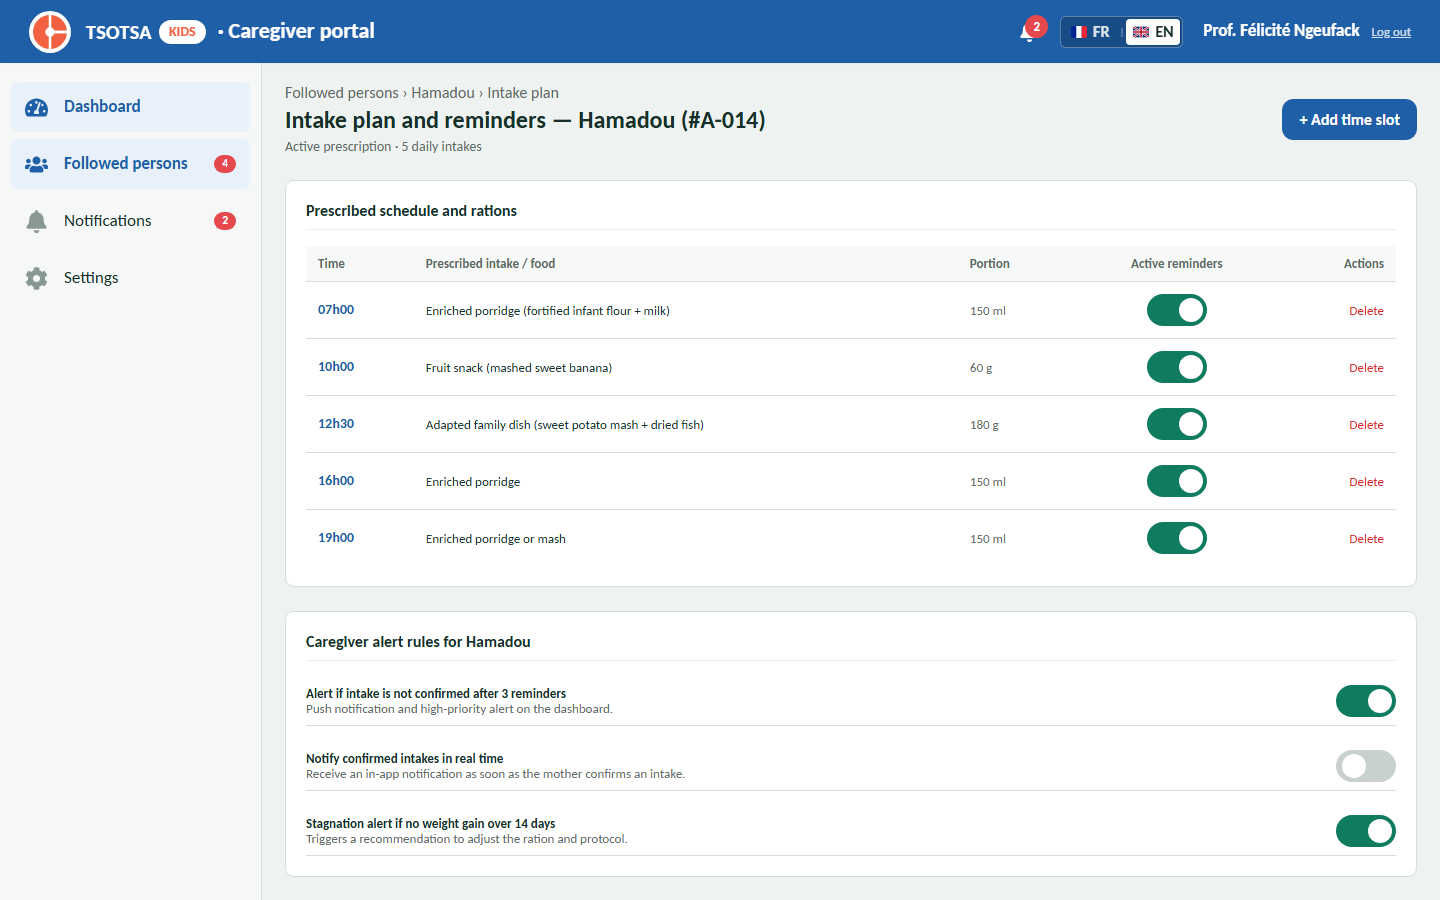 TSOTSA KIDS · Caregiver portal
2
FR | EN
Prof. Félicité Ngeufack
Log out
Dashboard
Followed persons 4
Notifications 2
Settings
Followed persons › Hamadou › Intake plan
Intake plan and reminders — Hamadou (#A-014)
Active prescription · 5 daily intakes
+ Add time slot
Prescribed schedule and rations
Time Prescribed intake / food Portion Active reminders Actions
07h00 Enriched porridge (fortified infant flour + milk) 150 ml Delete
10h00 Fruit snack (mashed sweet banana) 60 g Delete
12h30 Adapted family dish (sweet potato mash + dried fish) 180 g Delete
16h00 Enriched porridge 150 ml Delete
19h00 Enriched porridge or mash 150 ml Delete
Caregiver alert rules for Hamadou
Alert if intake is not confirmed after 3 reminders
Push notification and high-priority alert on the dashboard.
Notify confirmed intakes in real time
Receive an in-app notification as soon as the mother confirms an intake.
Stagnation alert if no weight gain over 14 days
Triggers a recommendation to adjust the ration and protocol.